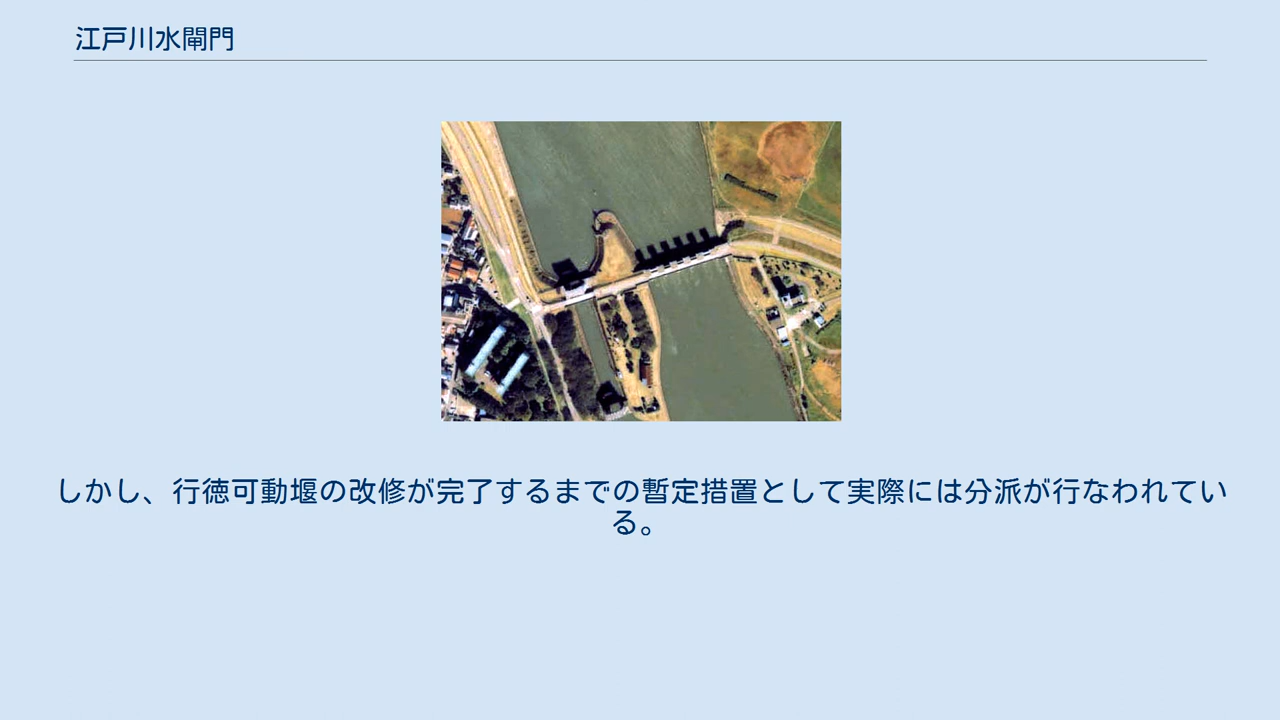 江戸川水閘門
しかし、行徳可動堰の改修が完了するまでの暫定措置として実際には分派が行なわれてい
る。